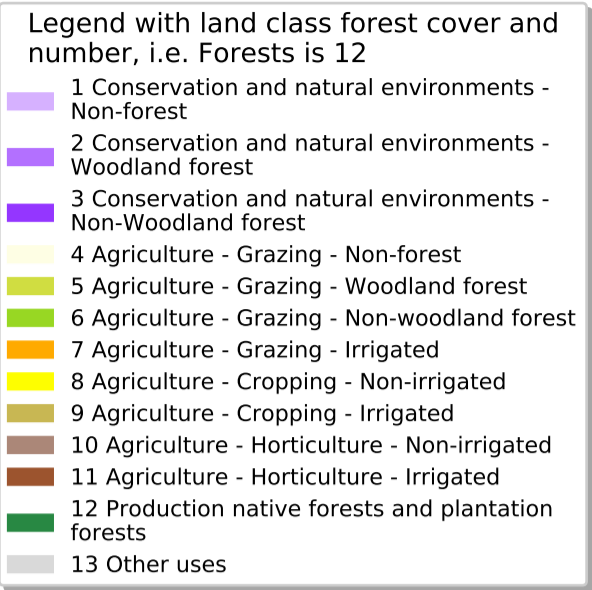 Legend with land class forest cover and
number, i.e. Forests is 12
1 Conservation and natural environments -
Non-forest
2 Conservation and natural environments -
Woodland forest
3 Conservation and natural environments -
Non-Woodland forest
4 Agriculture - Grazing - Non-forest
5 Agriculture - Grazing - Woodland forest
6 Agriculture - Grazing - Non-woodland forest
7 Agriculture - Grazing - Irrigated
8 Agriculture - Cropping - Non-irrigated
9 Agriculture - Cropping - Irrigated
10 Agriculture - Horticulture - Non-irrigated
11 Agriculture - Horticulture - Irrigated
12 Production native forests and plantation
forests
13 Other uses